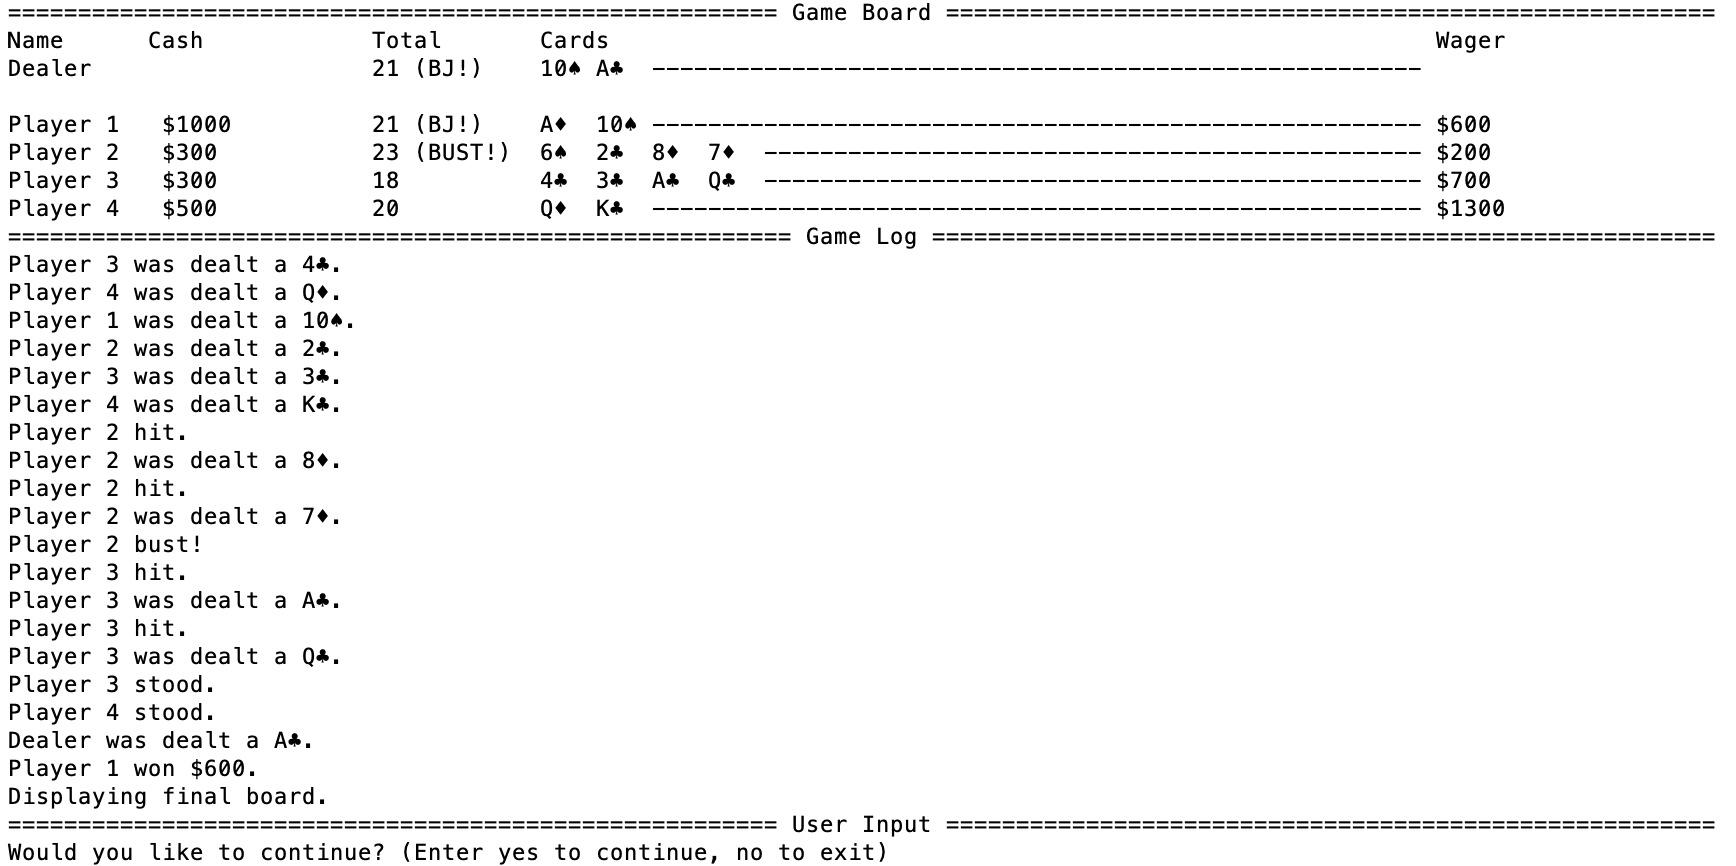 ======================================================= Game Board =======================================================
Name      Cash            Total       Cards                                                           Wager
Dealer                    21 (BJ!)    10♠ A♣  -------------------------------------------------------
Player 1   $1000          21 (BJ!)    A♦  10♠ ------------------------------------------------------- $600
Player 2   $300           23 (BUST!)  6♠  2♣  8♦  7♦  ----------------------------------------------- $200
Player 3   $300           18          4♣  3♣  A♣  Q♣  ----------------------------------------------- $700
Player 4   $500           20          Q♦  K♣  ------------------------------------------------------- $1300
======================================================== Game Log ========================================================
Player 3 was dealt a 4♣.
Player 4 was dealt a Q♦.
Player 1 was dealt a 10♠.
Player 2 was dealt a 2♣.
Player 3 was dealt a 3♣.
Player 4 was dealt a K♣.
Player 2 hit.
Player 2 was dealt a 8♦.
Player 2 hit.
Player 2 was dealt a 7♦.
Player 2 bust!
Player 3 hit.
Player 3 was dealt a A♣.
Player 3 hit.
Player 3 was dealt a Q♣.
Player 3 stood.
Player 4 stood.
Dealer was dealt a A♣.
Player 1 won $600.
Displaying final board.
======================================================= User Input =======================================================
Would you like to continue? (Enter yes to continue, no to exit)